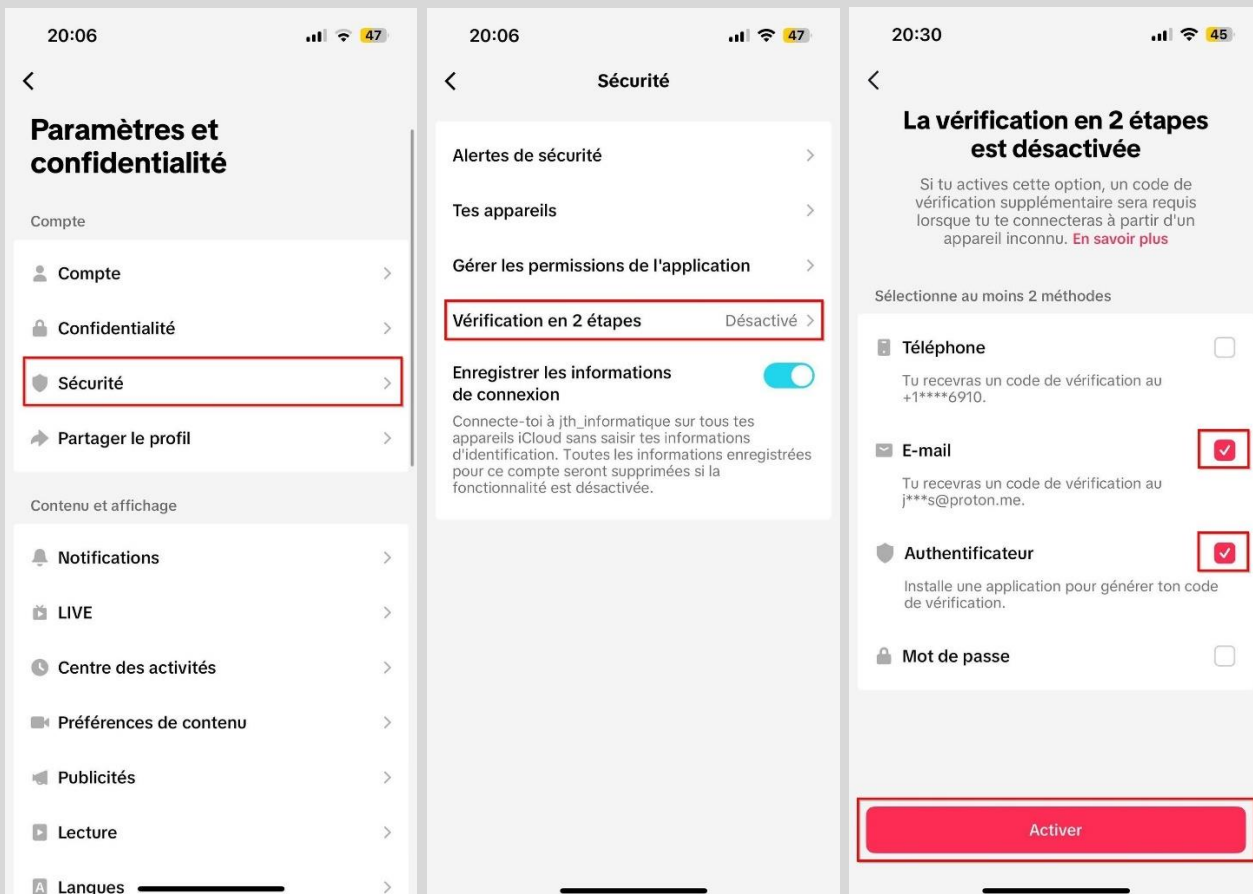 20:06
47
Paramètres et
confidentialité
Compte
Compte
Confidentialité
Sécurité
Partager le profil
Contenu et affichage
Notifications
LIVE
Centre des activités
Préférences de contenu
Publicités
Lecture
A Langues
20:06
47
Sécurité
Alertes de sécurité
Tes appareils
Gérer les permissions de l'application
Vérification en 2 étapes Désactivé
Enregistrer les informations
de connexion
Connecte-toi à jth_informatique sur tous tes
appareils iCloud sans saisir tes informations
d'identification. Toutes les informations enregistrées
pour ce compte seront supprimées si la
fonctionnalité est désactivée.
20:30
45
La vérification en 2 étapes
est désactivée
Si tu actives cette option, un code de
vérification supplémentaire sera requis
lorsque tu te connecteras à partir d'un
appareil inconnu. En savoir plus
Sélectionne au moins 2 méthodes
Téléphone
Tu recevras un code de vérification au
+1****6910.
E-mail
Tu recevras un code de vérification au
j***s@proton.me.
Authentificateur
Installe une application pour générer ton code
de vérification.
Mot de passe
Activer